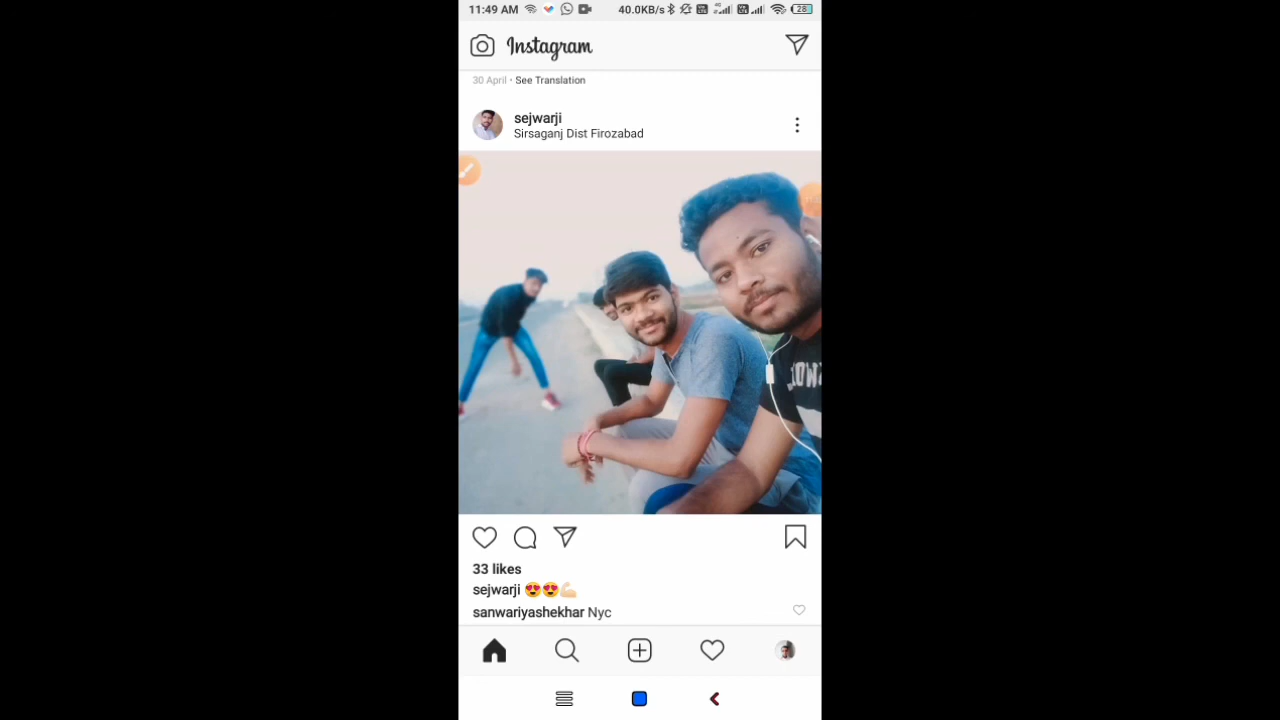 11:49 AM 40.0KB/s 28
Instagram
30 April • See Translation
sejwarji
Sirsaganj Dist Firozabad
33 likes
sejwarji 😍😍💪🏻
sanwariyashekhar Nyc